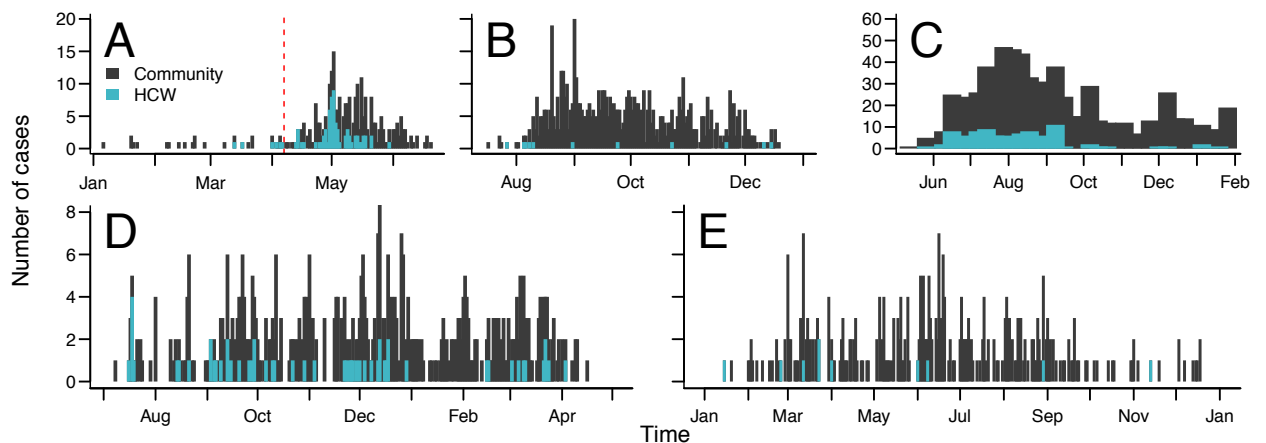 Number of cases
A
Community
HCW
20
15
10
5
0
Jan
Mar
May
B
Aug
Oct
Dec
C
60
50
40
30
20
10
0
Jun
Aug
Oct
Dec
Feb
D
8
6
4
2
0
Aug
Oct
Dec
Feb
Apr
E
Jan
Mar
May
Jul
Sep
Nov
Jan
Time